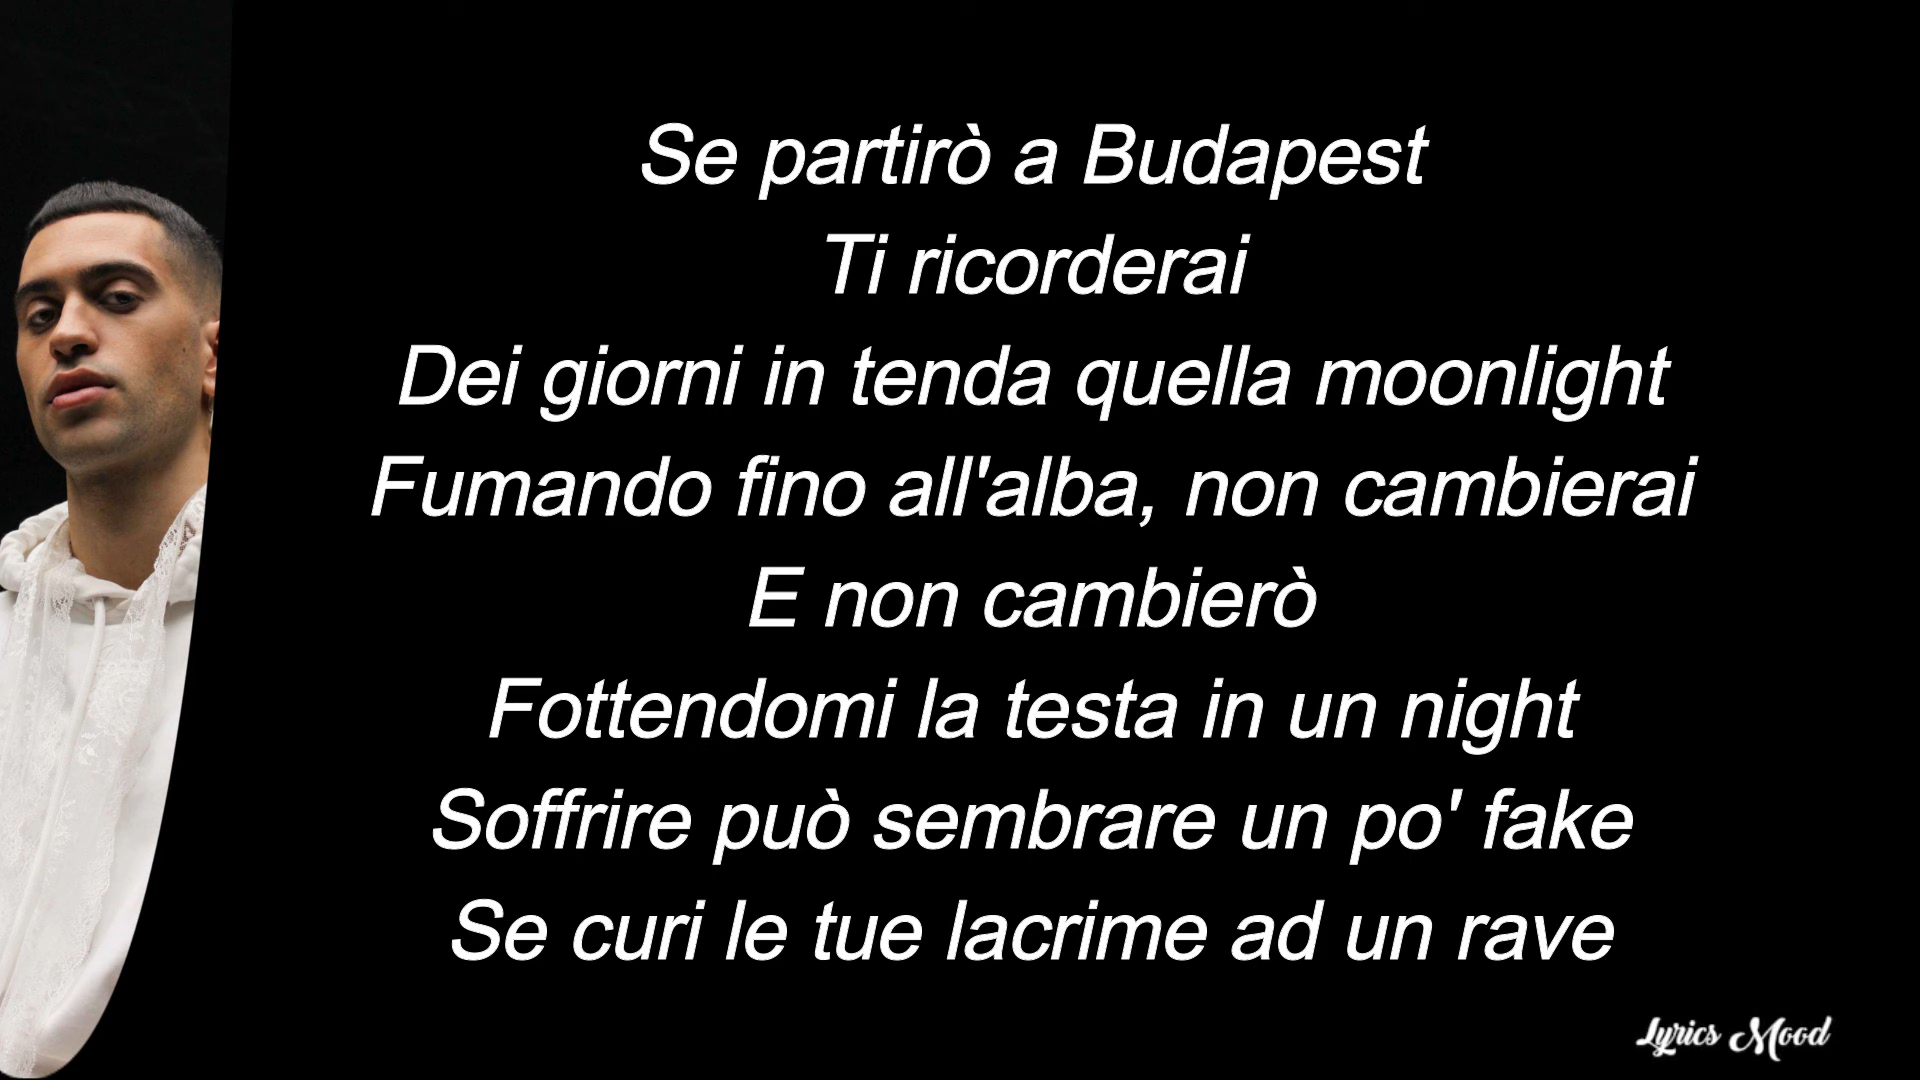 Se partirò a Budapest
Ti ricorderai
Dei giorni in tenda quella moonlight
Fumando fino all'alba, non cambierai
E non cambierò
Fottendomi la testa in un night
Soffrire può sembrare un po' fake
Se curi le tue lacrime ad un rave
Lyrics Mood